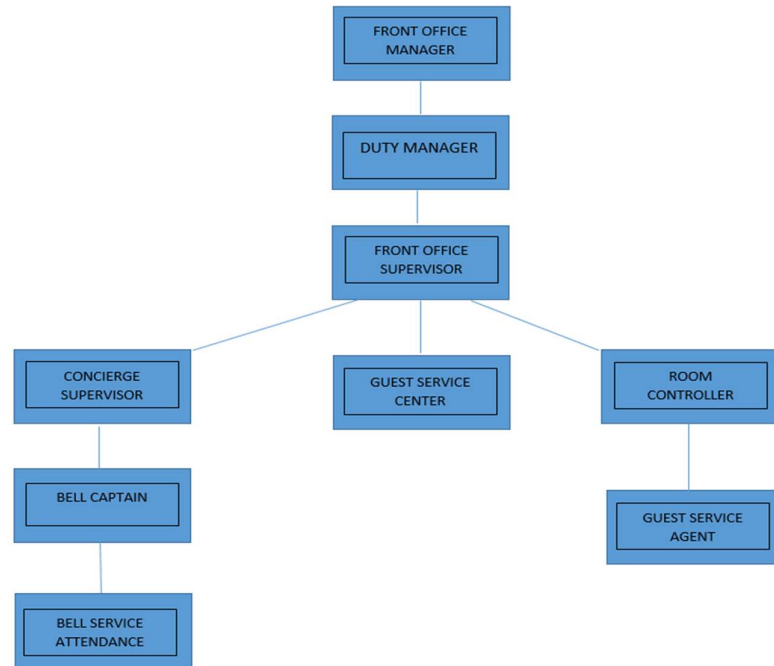 FRONT OFFICE
MANAGER
DUTY MANAGER
FRONT OFFICE
SUPERVISOR
CONCIERGE
SUPERVISOR
GUEST SERVICE
CENTER
ROOM
CONTROLLER
BELL CAPTAIN
GUEST SERVICE
AGENT
BELL SERVICE
ATTENDANCE